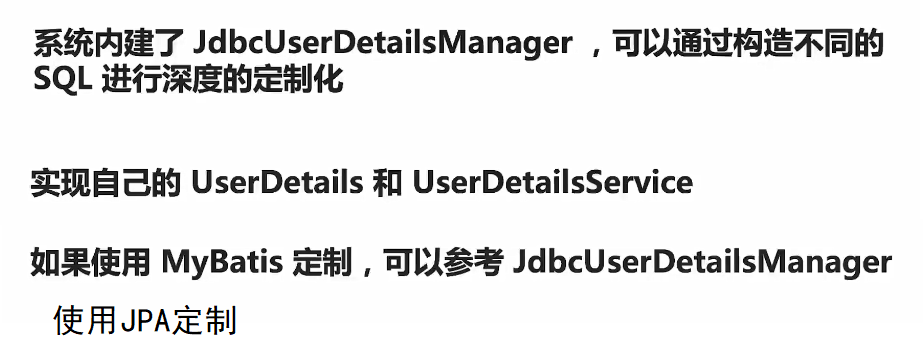 系统内建了 JdbcUserDetailsManager ，可以通过构造不同的
SQL 进行深度的定制化
实现自己的 UserDetails 和 UserDetailsService
如果使用 MyBatis 定制，可以参考 JdbcUserDetailsManager
使用JPA定制